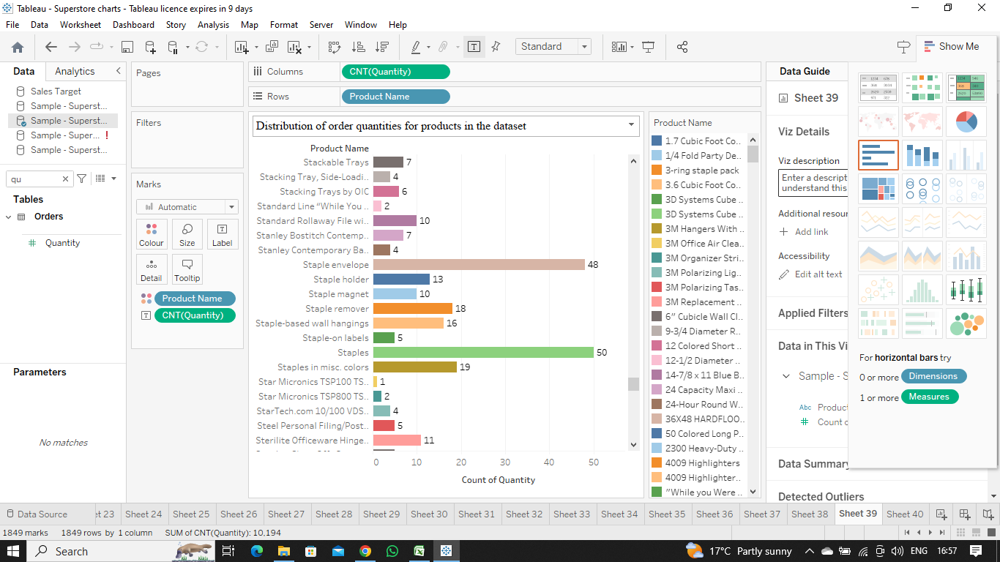 Tableau - Superstore charts - Tableau licence expires in 9 days
File Data Worksheet Dashboard Story Analysis Map Format Server Window Help
Standard
Show Me
Data Analytics
Sales Target
Sample - Superst...
Sample - Superst...
Sample - Super... !
Sample - Superst...
qu
Tables
Orders
Quantity
Parameters
No matches
Pages
Filters
Marks
Automatic
Colour Size Label
Detail Tooltip
Product Name
CNT(Quantity)
Columns CNT(Quantity)
Rows Product Name
Distribution of order quantities for products in the dataset
Product Name
Stackable Trays 7
Stacking Tray, Side-Loadi.. 4
Stacking Trays by OIC 6
Standard Line “While You .. 2
Standard Rollaway File wi.. 10
Stanley Bostitch Contemp.. 7
Stanley Contemporary Ba.. 4
Staple envelope 48
Staple holder 13
Staple magnet 10
Staple remover 18
Staple-based wall hangings 16
Staple-on labels 5
Staples 50
Staples in misc. colors 19
Star Micronics TSP100 TS.. 1
Star Micronics TSP800 TS.. 2
StarTech.com 10/100 VDS.. 4
Steel Personal Filing/Post.. 5
Sterilite Officeware Hinge.. 11
0 10 20 30 40 50
Count of Quantity
Product Name
1.7 Cubic Foot Co..
1/4 Fold Party De..
3-ring staple pack
3.6 Cubic Foot Co..
3D Systems Cube ..
3D Systems Cube ..
3M Hangers With ..
3M Office Air Clea..
3M Organizer Stri..
3M Polarizing Lig..
3M Polarizing Tas..
3M Replacement ..
6" Cubicle Wall Cl..
9-3/4 Diameter R..
12 Colored Short ..
12-1/2 Diameter ..
14-7/8 x 11 Blue B..
24 Capacity Maxi ..
24-Hour Round W..
36X48 HARDFLOO..
50 Colored Long P..
2300 Heavy-Duty ..
4009 Highlighters
4009 Highlighter..
"While you Were ..
Data Guide
Sheet 39
Viz Details
Viz description
Enter a descript
understand this
Additional resour
Add link
Accessibility
Edit alt text
Applied Filters
Data in This Vi
Sample - S
Abc Product
Count o
Data Summary
Detected Outliers
For horizontal bars try
0 or more Dimensions
1 or more Measures
Data Source et 23 Sheet 24 Sheet 25 Sheet 26 Sheet 27 Sheet 28 Sheet 29 Sheet 30 Sheet 31 Sheet 32 Sheet 33 Sheet 34 Sheet 35 Sheet 36 Sheet 37 Sheet 38 Sheet 39 Sheet 40
1849 marks 1849 rows by 1 column SUM of CNT(Quantity): 10,194
Search 17°C Partly sunny ENG 16:57